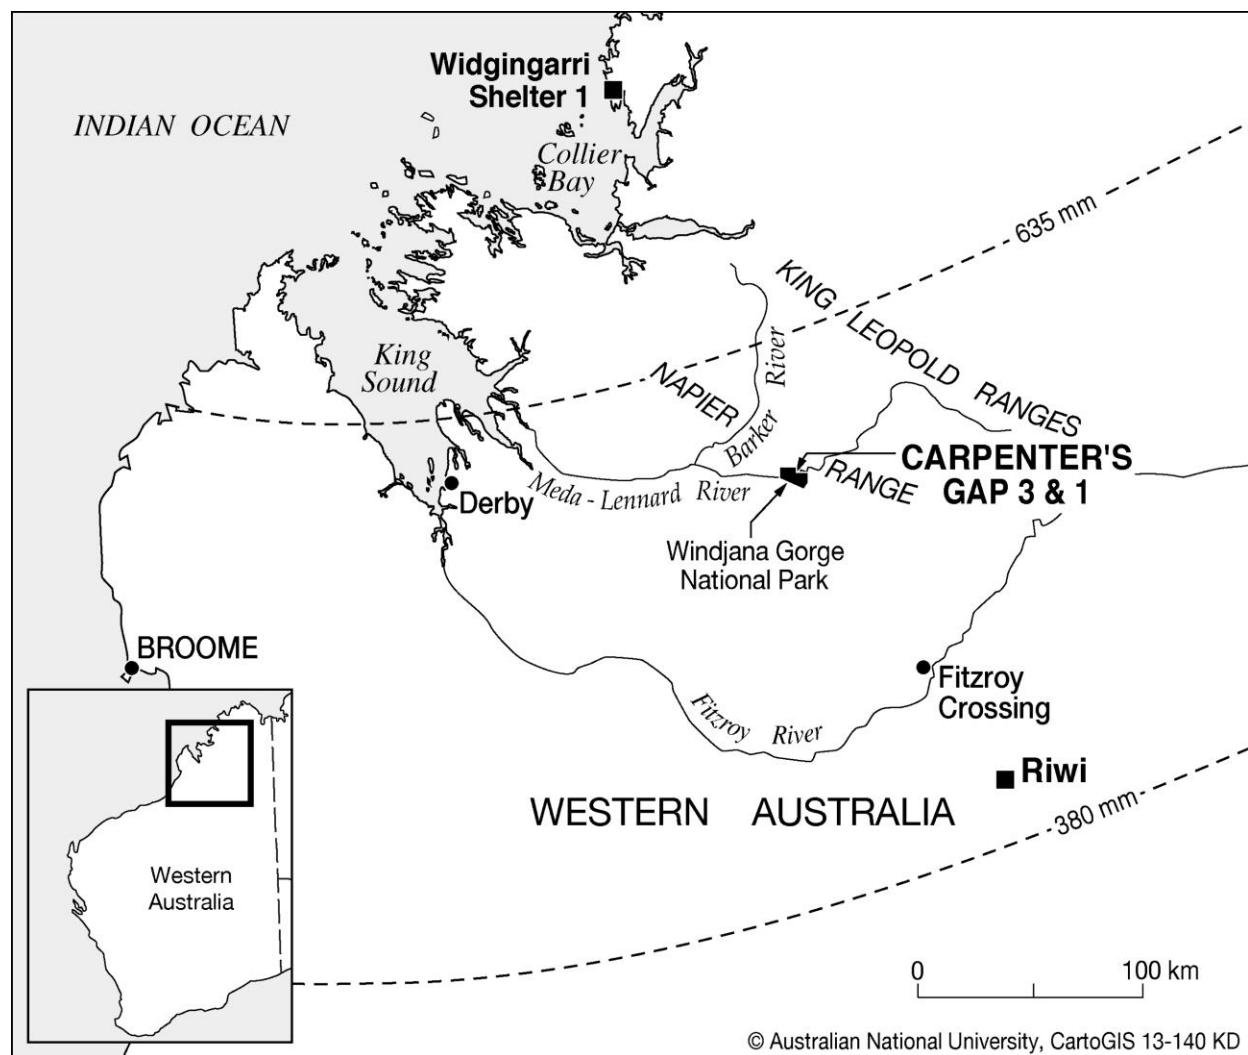 Widgingarri
Shelter 1
INDIAN OCEAN
Collier
Bay
635 mm
KING LEOPOLD RANGES
King
Sound
NAPIER
RANGE
Barker River
CARPENTER'S
GAP 3 & 1
Meda - Lennard River
Derby
Windjana Gorge
National Park
BROOME
Fitzroy
Crossing
Fitzroy River
Riwi
WESTERN AUSTRALIA
380 mm
Western
Australia
0 100 km
© Australian National University, CartoGIS 13-140 KD